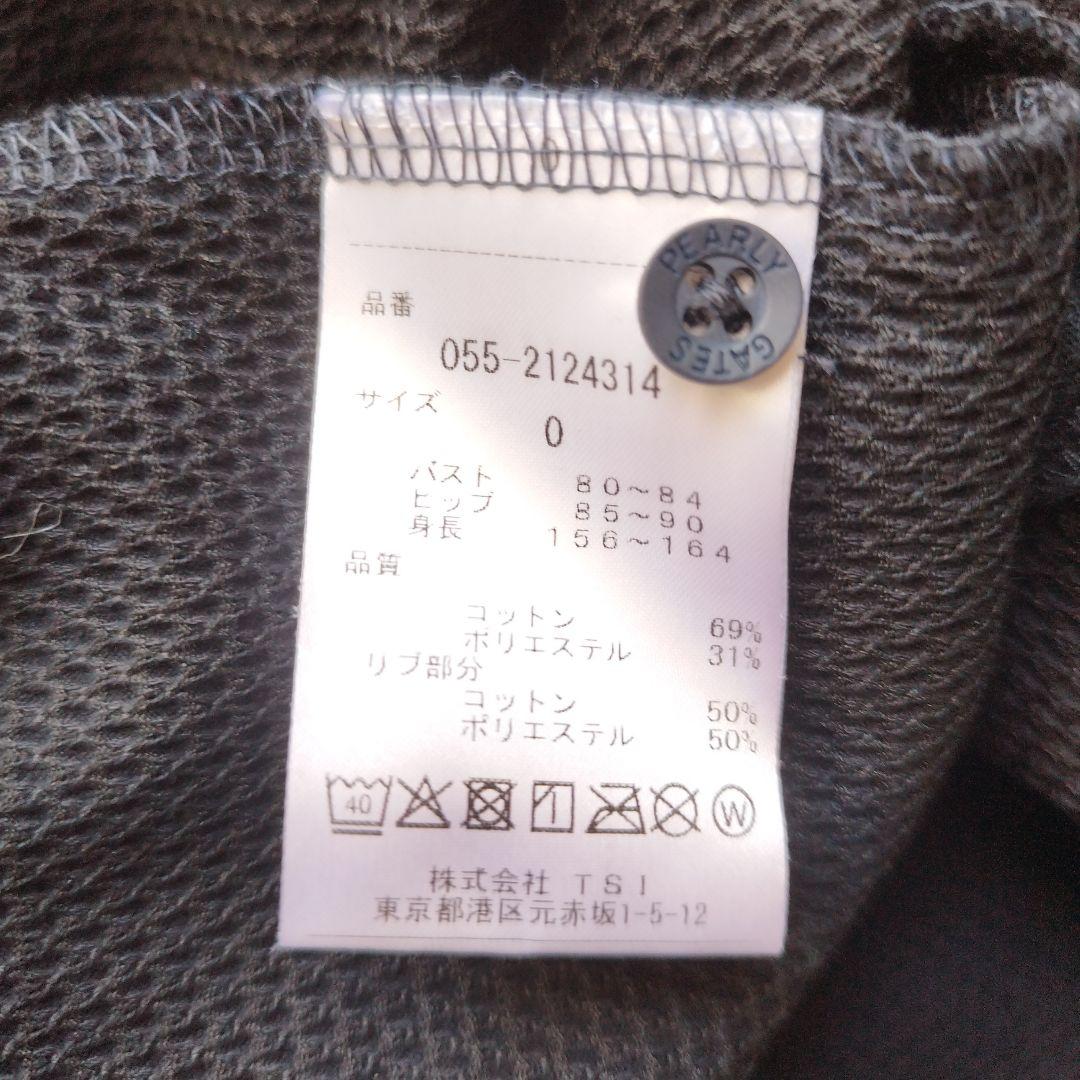 0
PEARLY
GATES
品番
055-2124314
サイズ
0
バスト 80～84
ヒップ 85～90
身長 156～164
品質
コットン 69%
ポリエステル 31%
リブ部分
コットン 50%
ポリエステル 50%
40 W
株式会社 TSI
東京都港区元赤坂1-5-12